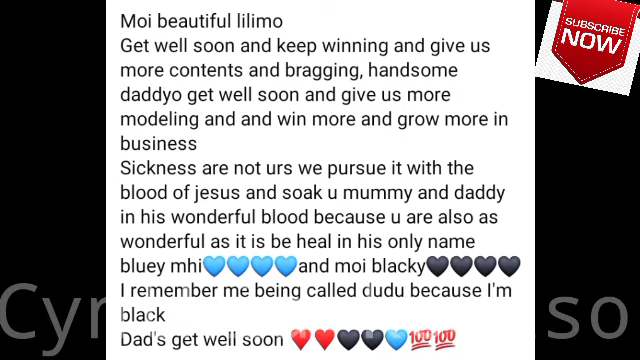 Moi beautiful lilimo
Get well soon and keep winning and give us
more contents and bragging, handsome
daddyo get well soon and give us more
modeling and and win more and grow more in
business
Sickness are not urs we pursue it with the
blood of jesus and soak u mummy and daddy
in his wonderful blood because u are also as
wonderful as it is be heal in his only name
bluey mhi💙💙💙💙and moi blacky🖤🖤🖤🖤
I remember me being called dudu because I'm
black
Dad's get well soon ❤️❤️🖤🖤💙💯💯
SUBSCRIBE
NOW